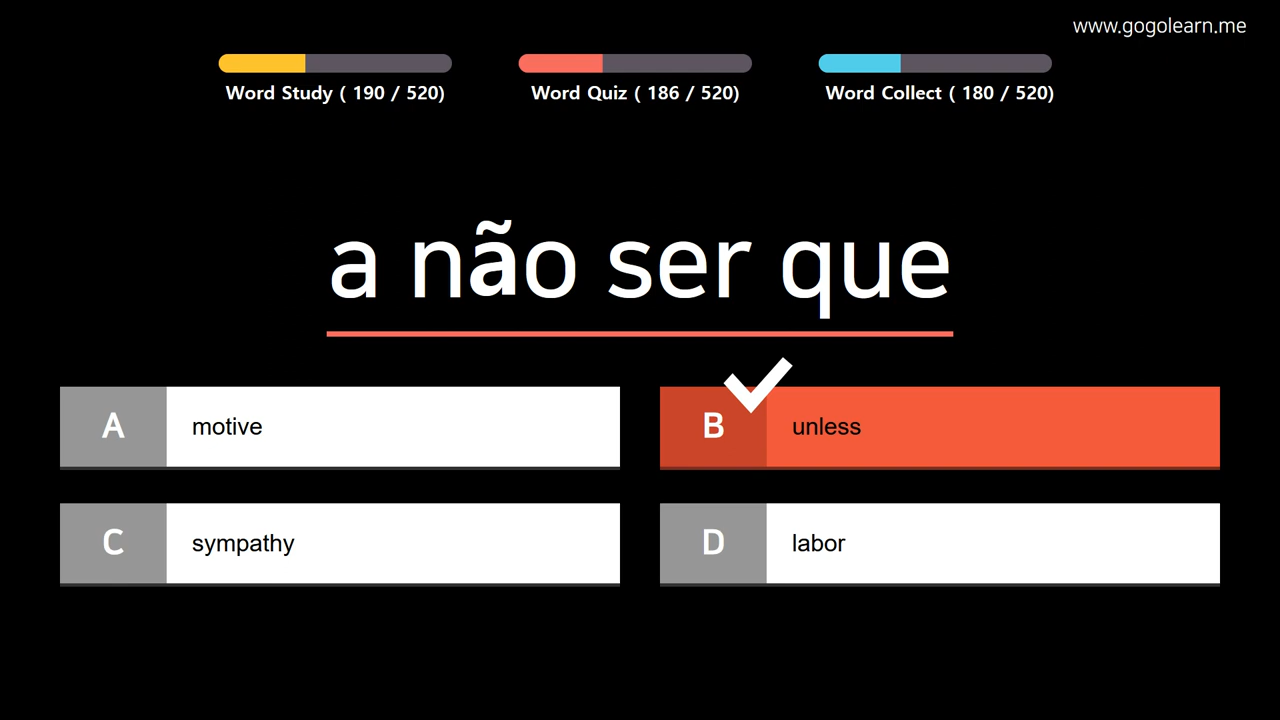 www.gogolearn.me
Word Study ( 190 / 520)
Word Quiz ( 186 / 520)
Word Collect ( 180 / 520)
a não ser que
A motive
B unless
C sympathy
D labor